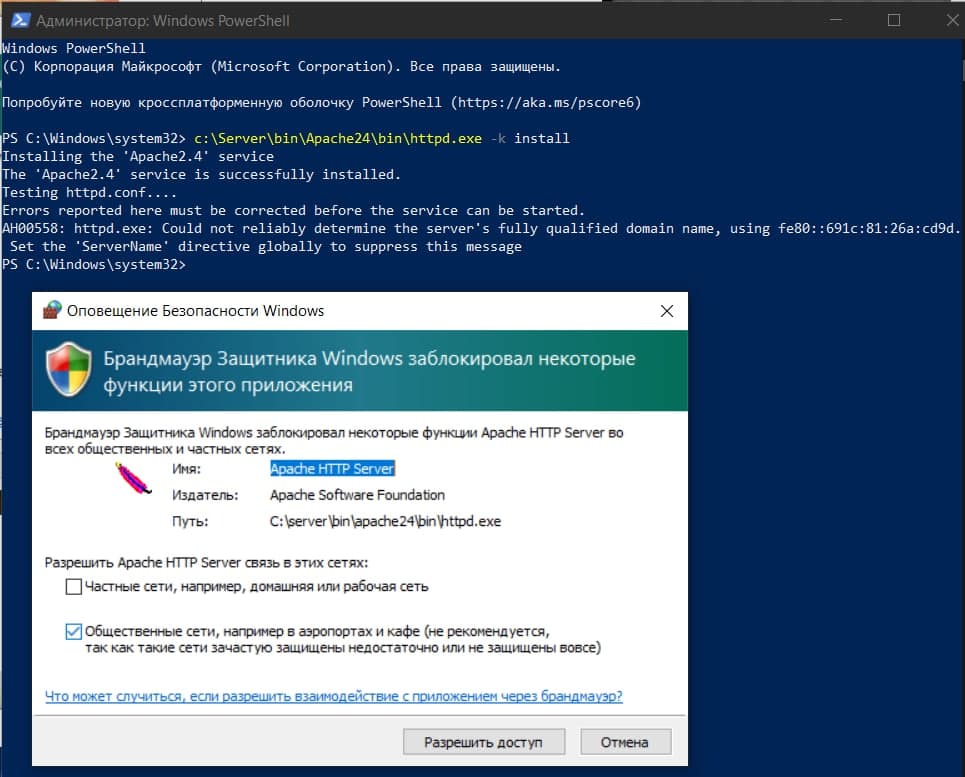 Администратор: Windows PowerShell
Windows PowerShell
(C) Корпорация Майкрософт (Microsoft Corporation). Все права защищены.
Попробуйте новую кроссплатформенную оболочку PowerShell (https://aka.ms/pscore6)
PS C:\Windows\system32> c:\Server\bin\Apache24\bin\httpd.exe -k install
Installing the 'Apache2.4' service
The 'Apache2.4' service is successfully installed.
Testing httpd.conf....
Errors reported here must be corrected before the service can be started.
AH00558: httpd.exe: Could not reliably determine the server's fully qualified domain name, using fe80::691c:81:26a:cd9d.
Set the 'ServerName' directive globally to suppress this message
PS C:\Windows\system32>
Оповещение Безопасности Windows
Брандмауэр Защитника Windows заблокировал некоторые
функции этого приложения
Брандмауэр Защитника Windows заблокировал некоторые функции Apache HTTP Server во
всех общественных и частных сетях.
Имя: Apache HTTP Server
Издатель: Apache Software Foundation
Путь: C:\server\bin\apache24\bin\httpd.exe
Разрешить Apache HTTP Server связь в этих сетях:
Частные сети, например, домашняя или рабочая сеть
Общественные сети, например в аэропортах и кафе (не рекомендуется,
так как такие сети зачастую защищены недостаточно или не защищены вовсе)
Что может случиться, если разрешить взаимодействие с приложением через брандмауэр?
Разрешить доступ Отмена